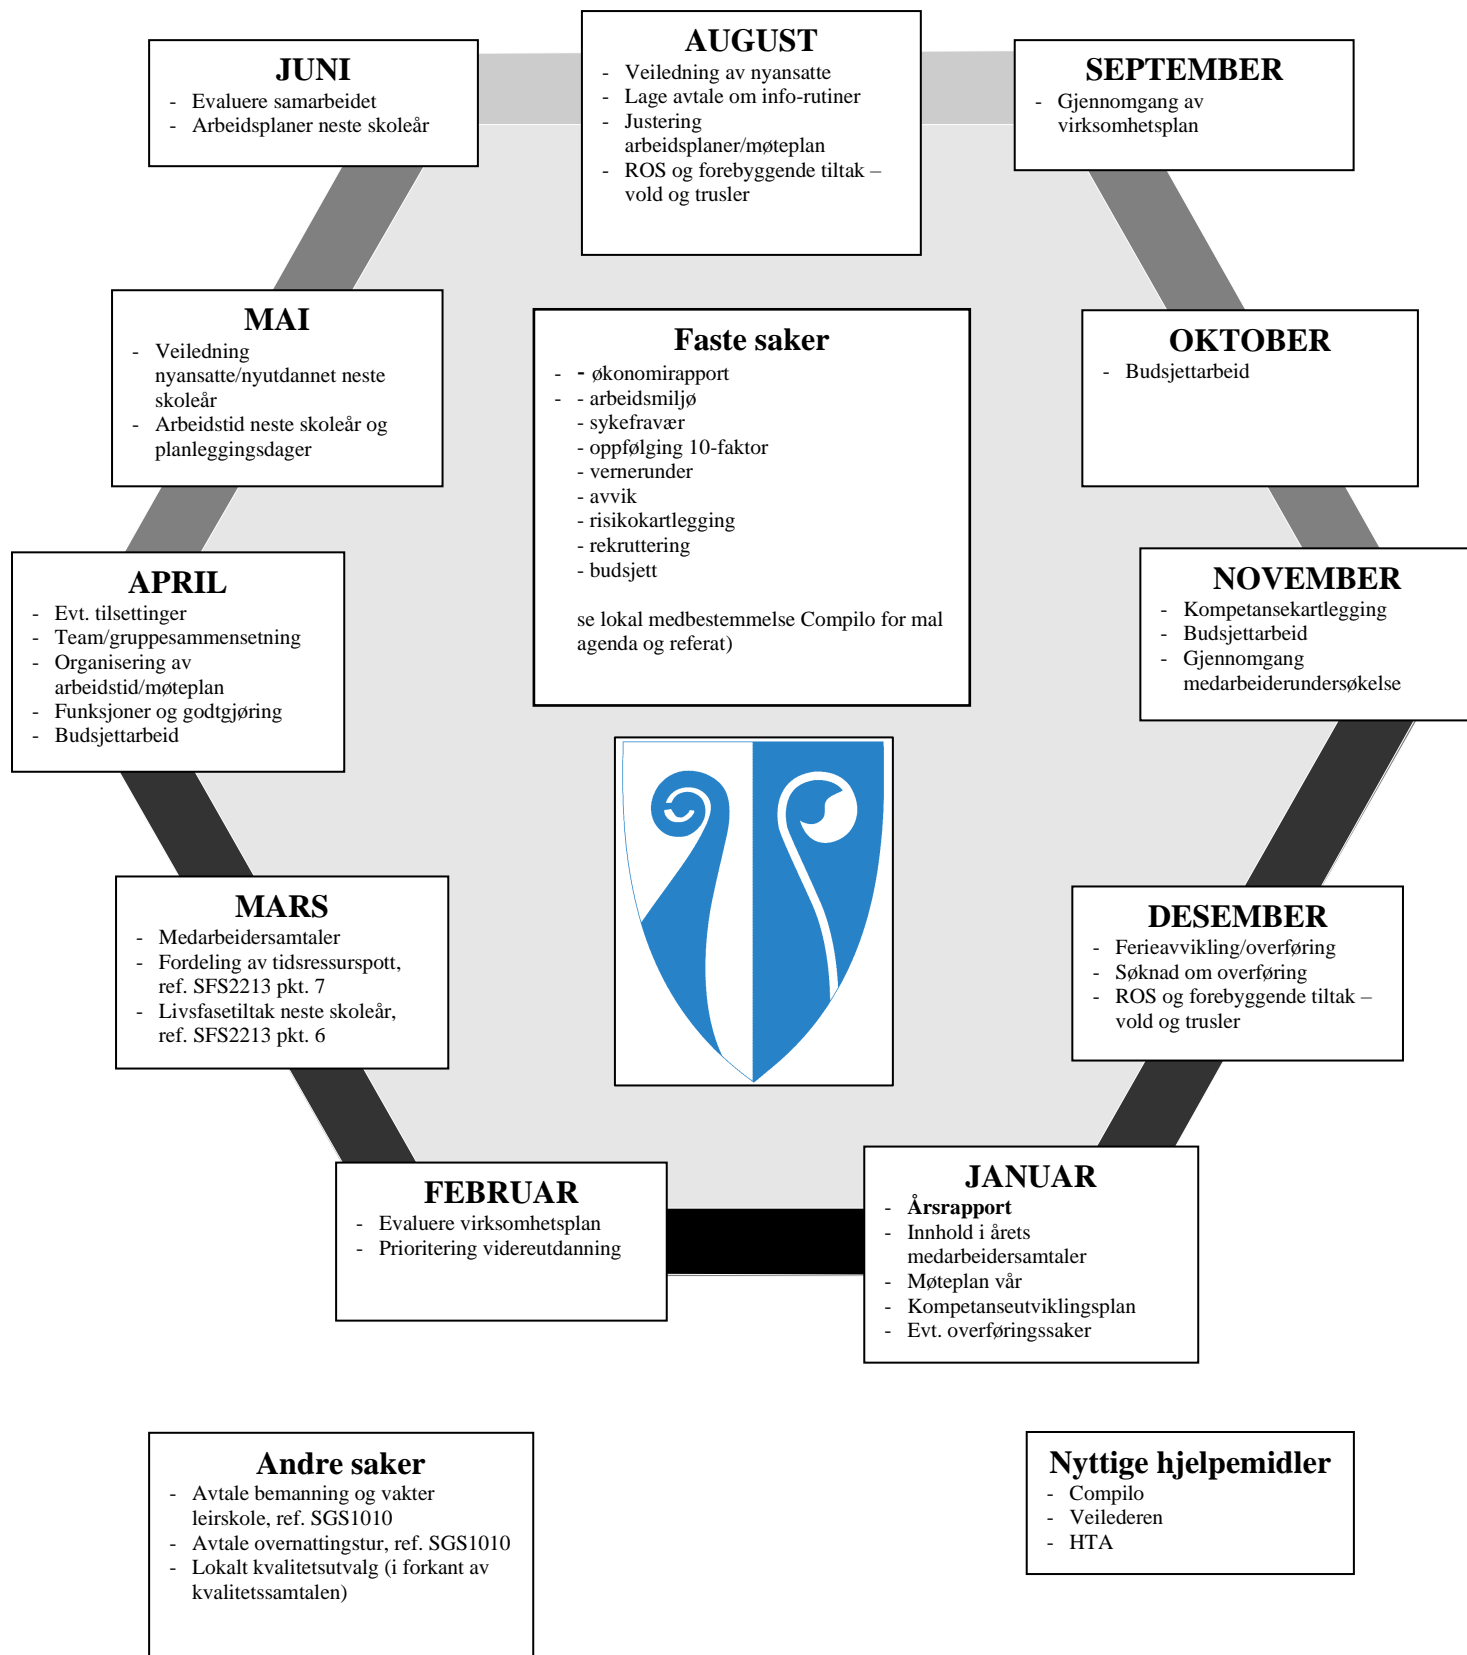 AUGUST
- Veiledning av nyansatte
- Lage avtale om info-rutiner
- Justering
arbeidsplaner/møteplan
- ROS og forebyggende tiltak –
vold og trusler
JUNI
- Evaluere samarbeidet
- Arbeidsplaner neste skoleår
SEPTEMBER
- Gjennomgang av
virksomhetsplan
MAI
- Veiledning
nyansatte/nyutdannet neste
skoleår
- Arbeidstid neste skoleår og
planleggingsdager
Faste saker
- - økonomirapport
- - arbeidsmiljø
- sykefravær
- oppfølging 10-faktor
- vernerunder
- avvik
- risikokartlegging
- rekruttering
- budsjett
se lokal medbestemmelse Compilo for mal
agenda og referat)
OKTOBER
- Budsjettarbeid
APRIL
- Evt. tilsettinger
- Team/gruppesammensetning
- Organisering av
arbeidstid/møteplan
- Funksjoner og godtgjøring
- Budsjettarbeid
NOVEMBER
- Kompetansekartlegging
- Budsjettarbeid
- Gjennomgang
medarbeiderundersøkelse
MARS
- Medarbeidersamtaler
- Fordeling av tidsressurspott,
ref. SFS2213 pkt. 7
- Livsfasetiltak neste skoleår,
ref. SFS2213 pkt. 6
DESEMBER
- Ferieavvikling/overføring
- Søknad om overføring
- ROS og forebyggende tiltak –
vold og trusler
FEBRUAR
- Evaluere virksomhetsplan
- Prioritering videreutdanning
JANUAR
- Årsrapport
- Innhold i årets
medarbeidersamtaler
- Møteplan vår
- Kompetanseutviklingsplan
- Evt. overføringssaker
Andre saker
- Avtale bemanning og vakter
leirskole, ref. SGS1010
- Avtale overnattingstur, ref. SGS1010
- Lokalt kvalitetsutvalg (i forkant av
kvalitetssamtalen)
Nyttige hjelpemidler
- Compilo
- Veilederen
- HTA